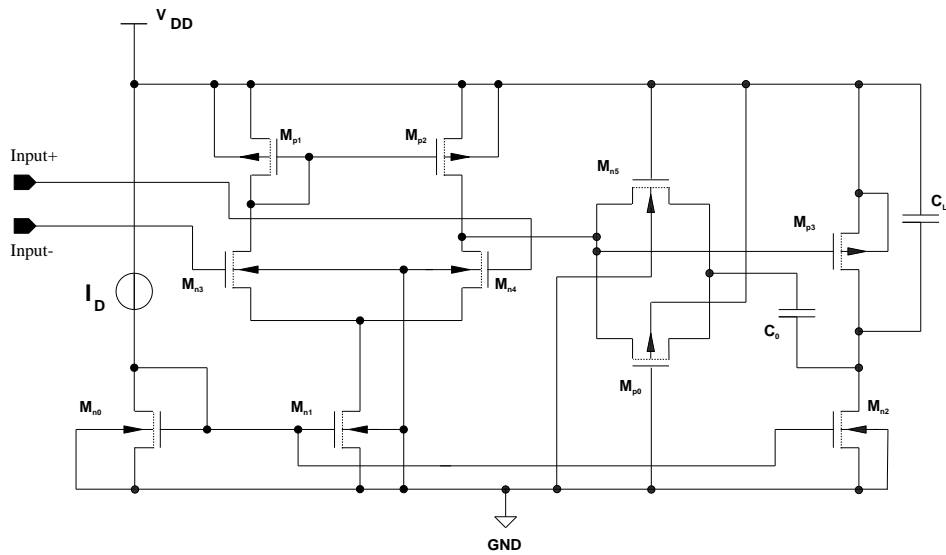 V DD
Input+
Input-
I D
M p1
M p2
M n3
M n4
M n5
M p0
M p3
C L
C 0
M n0
M n1
M n2
GND